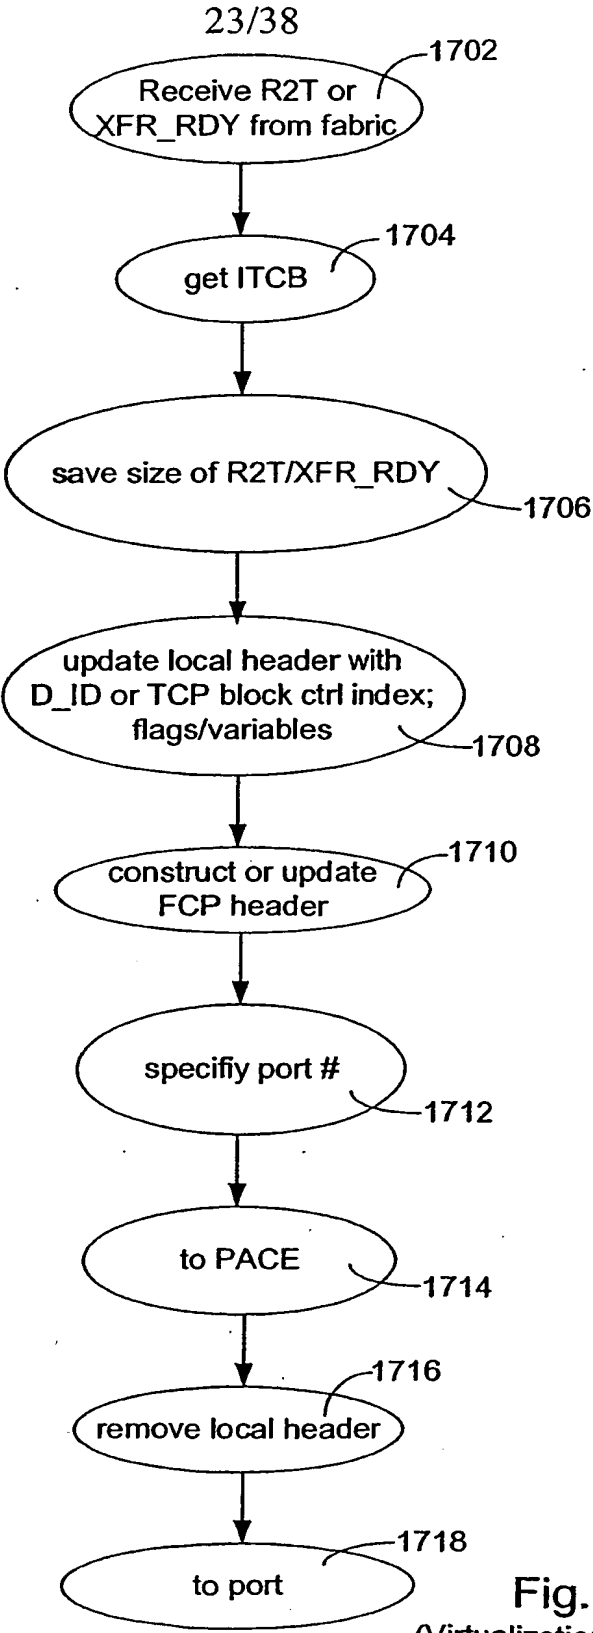 23/38
1702
Receive R2T or
XFR_RDY from fabric
1704
get ITCB
save size of R2T/XFR_RDY
1706
update local header with
D_ID or TCP block ctrl index;
flags/variables
1708
1710
construct or update
FCP header
specifiy port #
1712
to PACE
1714
1716
remove local header
1718
to port
Fig.
(Virtualization